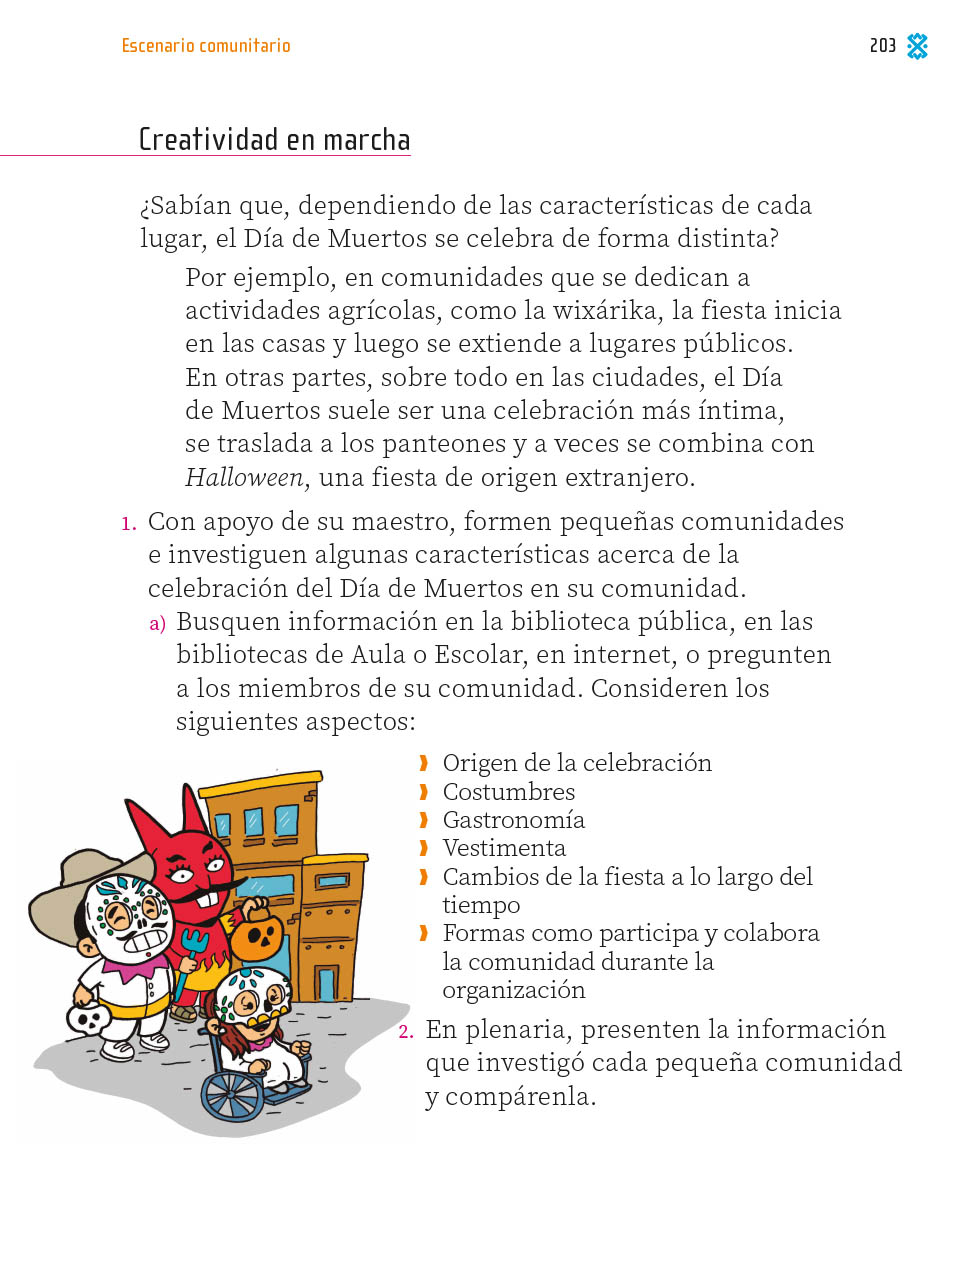 Escenario comunitario
203
Creatividad en marcha
¿Sabían que, dependiendo de las características de cada
lugar, el Día de Muertos se celebra de forma distinta?
Por ejemplo, en comunidades que se dedican a
actividades agrícolas, como la wixárika, la fiesta inicia
en las casas y luego se extiende a lugares públicos.
En otras partes, sobre todo en las ciudades, el Día
de Muertos suele ser una celebración más íntima,
se traslada a los panteones y a veces se combina con
Halloween, una fiesta de origen extranjero.
1. Con apoyo de su maestro, formen pequeñas comunidades
e investiguen algunas características acerca de la
celebración del Día de Muertos en su comunidad.
a) Busquen información en la biblioteca pública, en las
bibliotecas de Aula o Escolar, en internet, o pregunten
a los miembros de su comunidad. Consideren los
siguientes aspectos:
Origen de la celebración
Costumbres
Gastronomía
Vestimenta
Cambios de la fiesta a lo largo del
tiempo
Formas como participa y colabora
la comunidad durante la
organización
2. En plenaria, presenten la información
que investigó cada pequeña comunidad
y compárenla.